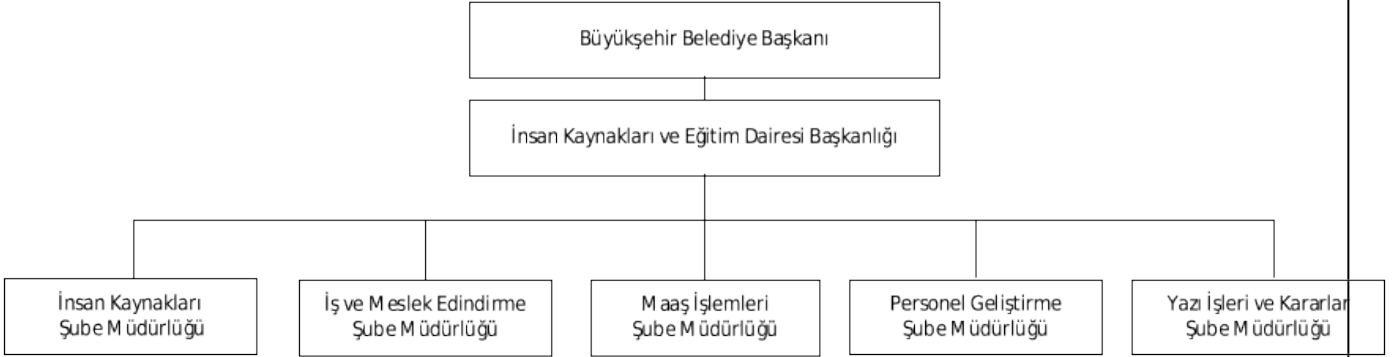 Büyükşehir Belediye Başkanı
İnsan Kaynakları ve Eğitim Dairesi Başkanlığı
İnsan Kaynakları
Şube Müdürlüğü
İş ve Meslek Edindirme
Şube Müdürlüğü
Maaş İşlemleri
Şube Müdürlüğü
Personel Geliştirme
Şube Müdürlüğü
Yazı İşleri ve Kararlar
Şube Müdürlüğü